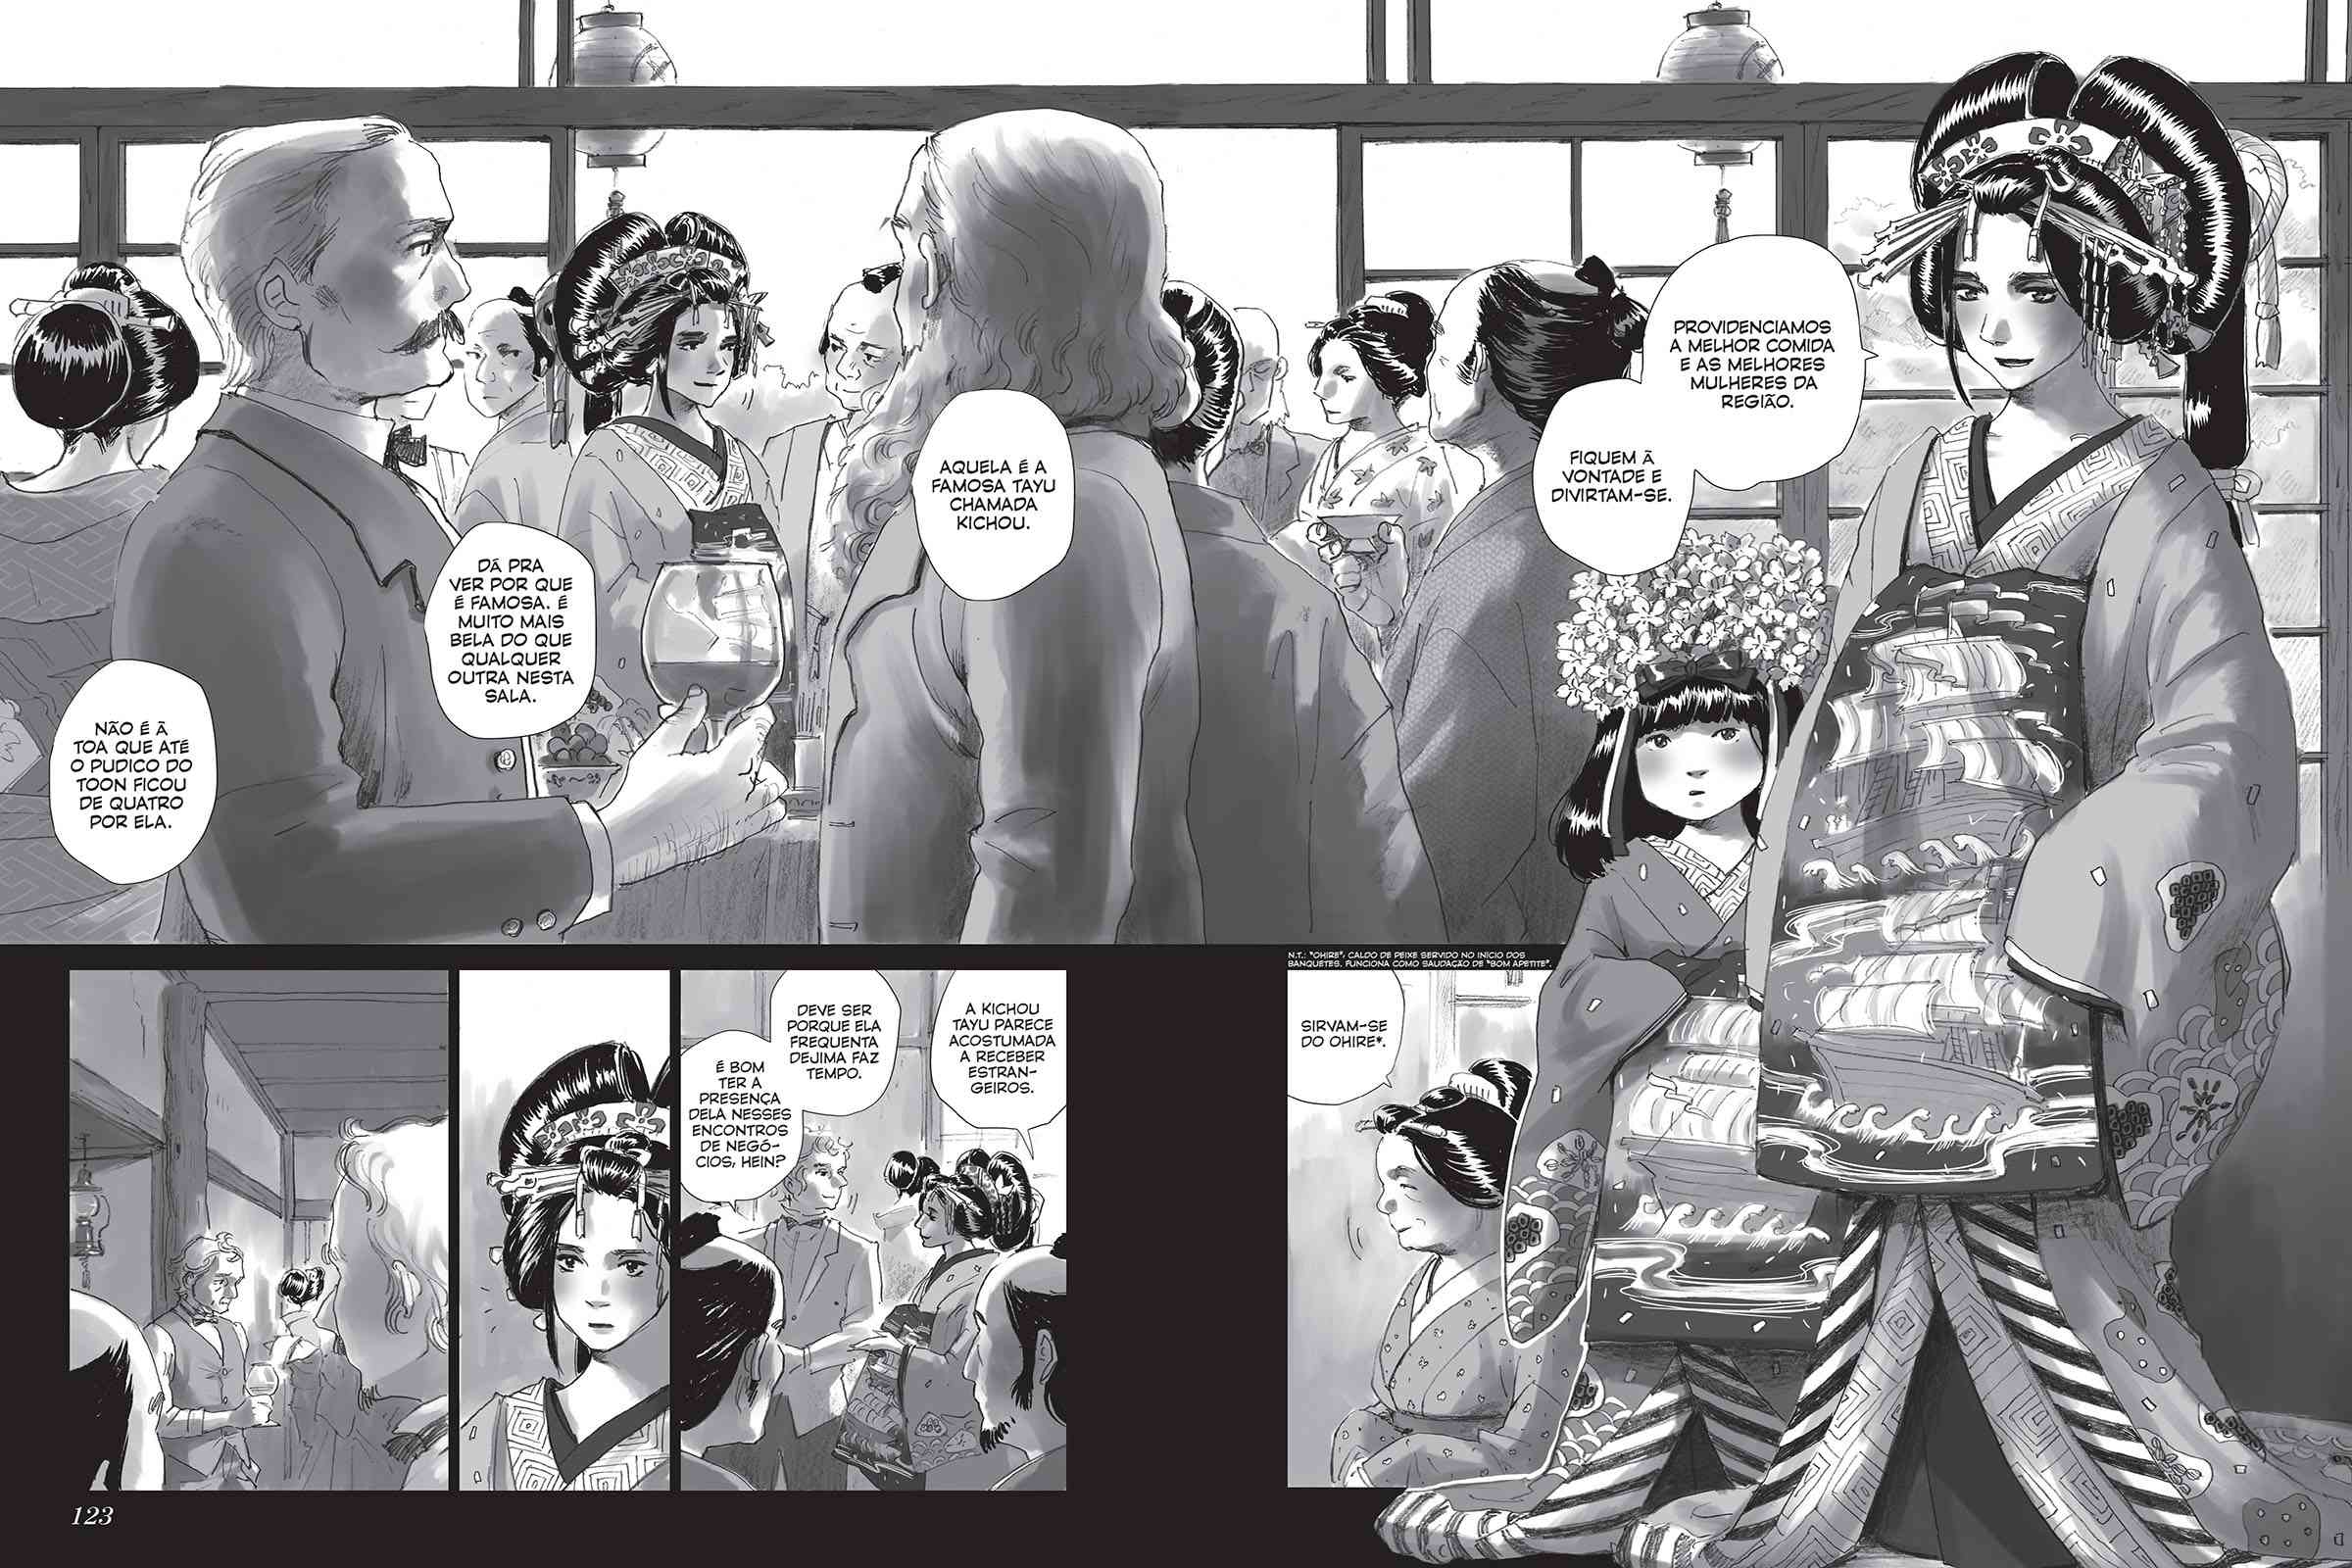 PROVIDENCIAMOS
A MELHOR COMIDA
E AS MELHORES
MULHERES DA
REGIÃO.
FIQUEM À
VONTADE E
DIVIRTAM-SE.
AQUELA É A
FAMOSA TAYU
CHAMADA
KICHOU.
DÁ PRA
VER POR QUE
É FAMOSA. É
MUITO MAIS
BELA DO QUE
QUALQUER
OUTRA NESTA
SALA.
NÃO É À
TOA QUE ATÉ
O PUDICO DO
TOON FICOU
DE QUATRO
POR ELA.
N.T.: "OHIRE", CALDO DE PEIXE SERVIDO NO INÍCIO DOS
BANQUETES. FUNCIONA COMO SAUDAÇÃO DE "BOM APETITE".
SIRVAM-SE
DO OHIRE*.
A KICHOU
TAYU PARECE
ACOSTUMADA
A RECEBER
ESTRAN-
GEIROS.
DEVE SER
PORQUE ELA
FREQUENTA
DEJIMA FAZ
TEMPO.
É BOM
TER A
PRESENÇA
DELA NESSES
ENCONTROS
DE NEGÓ-
CIOS, HEIN?
123